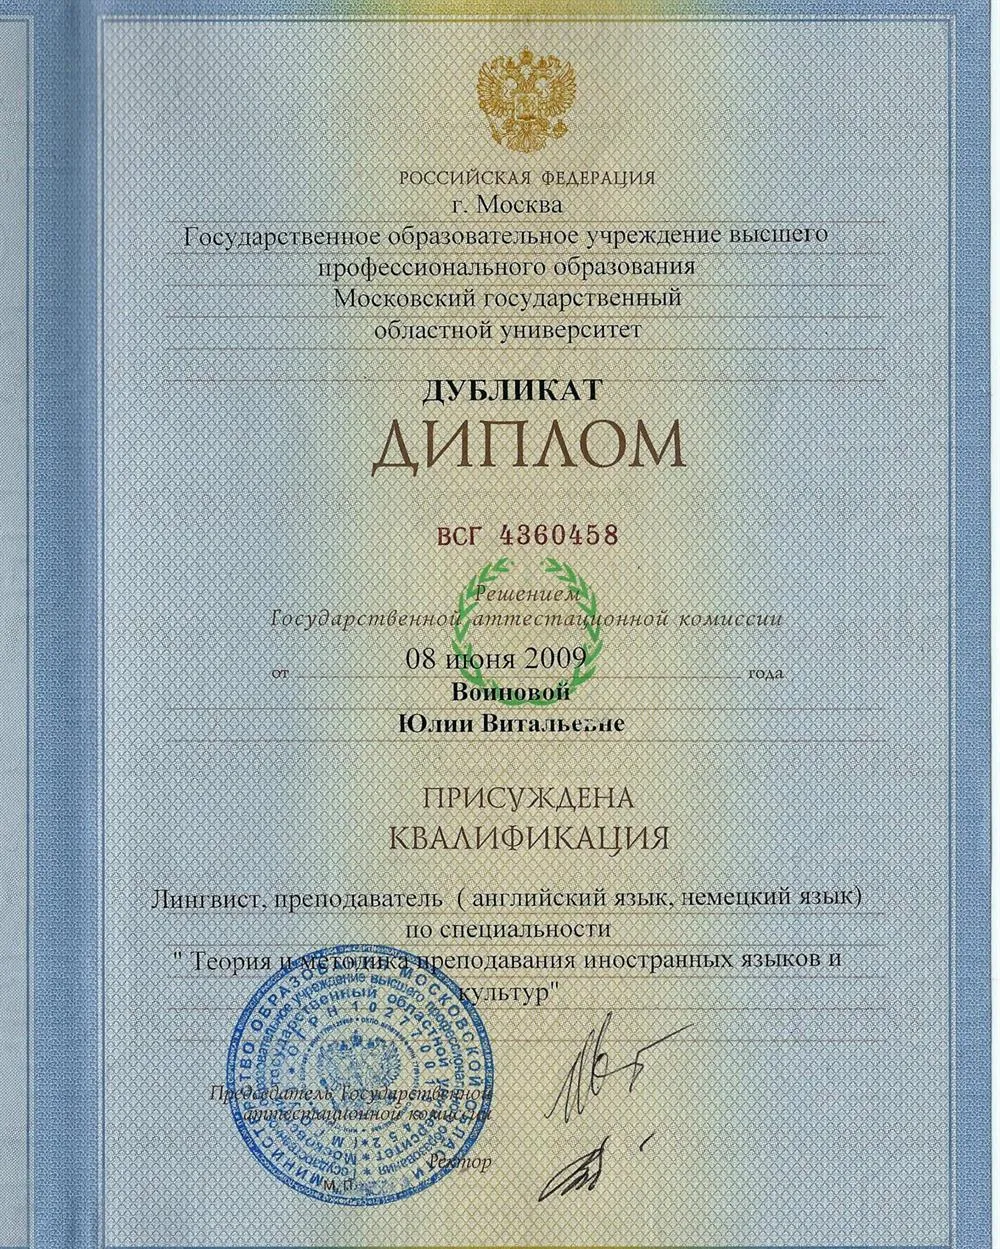 РОССИЙСКАЯ ФЕДЕРАЦИЯ
г. Москва
Государственное образовательное учреждение высшего
профессионального образования
Московский государственный
областной университет
ДУБЛИКАТ
ДИПЛОМ
ВСГ 4360458
Решением
Государственной аттестационной комиссии
от 08 июня 2009 года
Воиновой
Юлии Витальевне
ПРИСУЖДЕНА
КВАЛИФИКАЦИЯ
Лингвист, преподаватель ( английский язык, немецкий язык)
по специальности
" Теория и методика преподавания иностранных языков и
культур"
Председатель Государственной
аттестационной комиссии
Ректор
М.П.